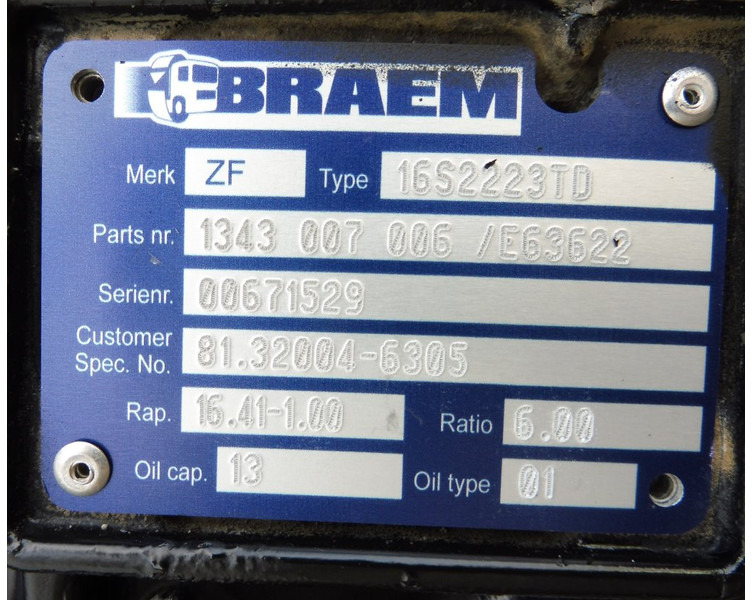 BRAEM
Merk ZF Type 16S2223TD
Parts nr. 1343 007 006 /E63622
Serienr. 00671529
Customer
Spec. No. 81.32004-6305
Rap. 16.41-1.00 Ratio 6.00
Oil cap. 13 Oil type 01